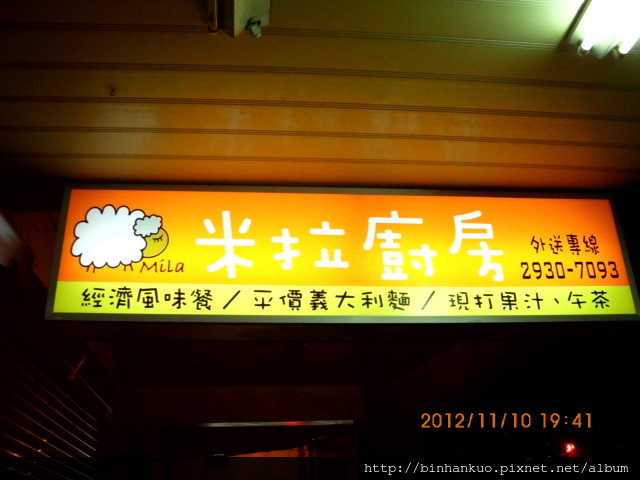 Mila
米拉廚房
外送專線
2930-7093
經濟風味餐／平價義大利麵／現打果汁、午茶
2012/11/10 19:41
http://binhankuo.pixnet.net/album